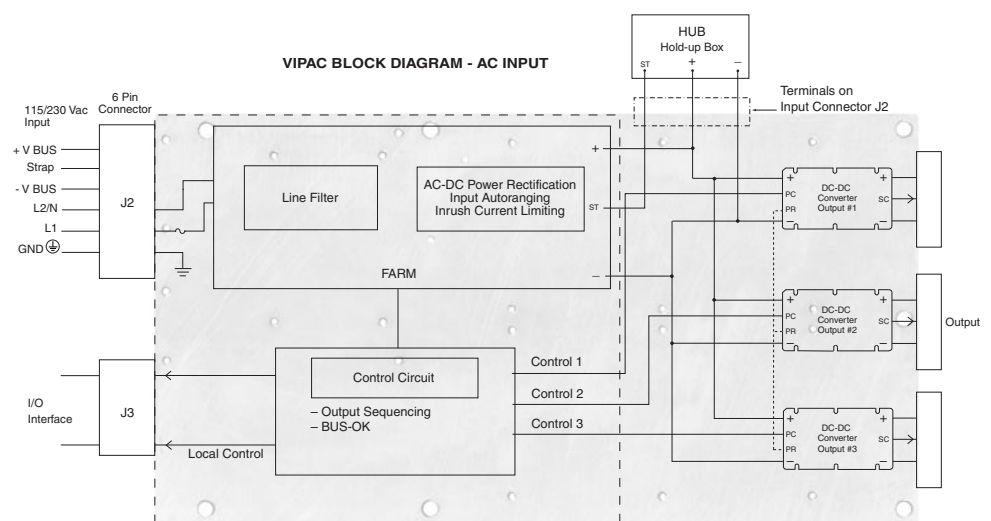 VIPAC BLOCK DIAGRAM - AC INPUT
HUB
Hold-up Box
ST + –
Terminals on
Input Connector J2
115/230 Vac
Input
6 Pin
Connector
+ V BUS
Strap
- V BUS
L2/N
L1
GND
J2
Line Filter
AC-DC Power Rectification
Input Autoranging
Inrush Current Limiting
+
ST
–
FARM
Control Circuit
– Output Sequencing
– BUS-OK
Control 1
Control 2
Control 3
I/O
Interface
J3
Local Control
+ +
PC
PR
– –
DC-DC
Converter
Output #1
SC
+ +
PC
PR
– –
DC-DC
Converter
Output #2
SC
Output
+ +
PC
PR
– –
DC-DC
Converter
Output #3
SC